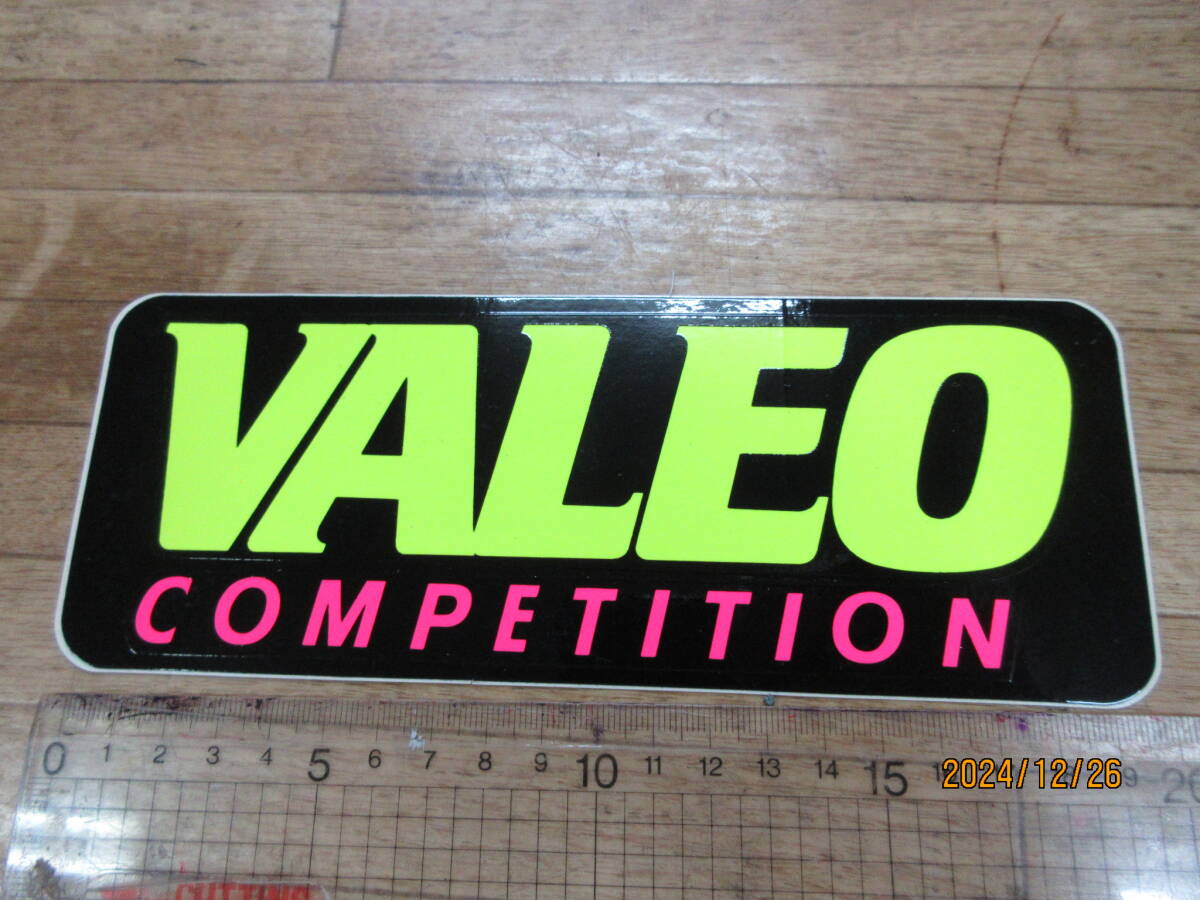 VALEO
COMPETITION
0 1 2 3 4 5 6 7 8 9 10 11 12 13 14 15
2024/12/26
CUTTING